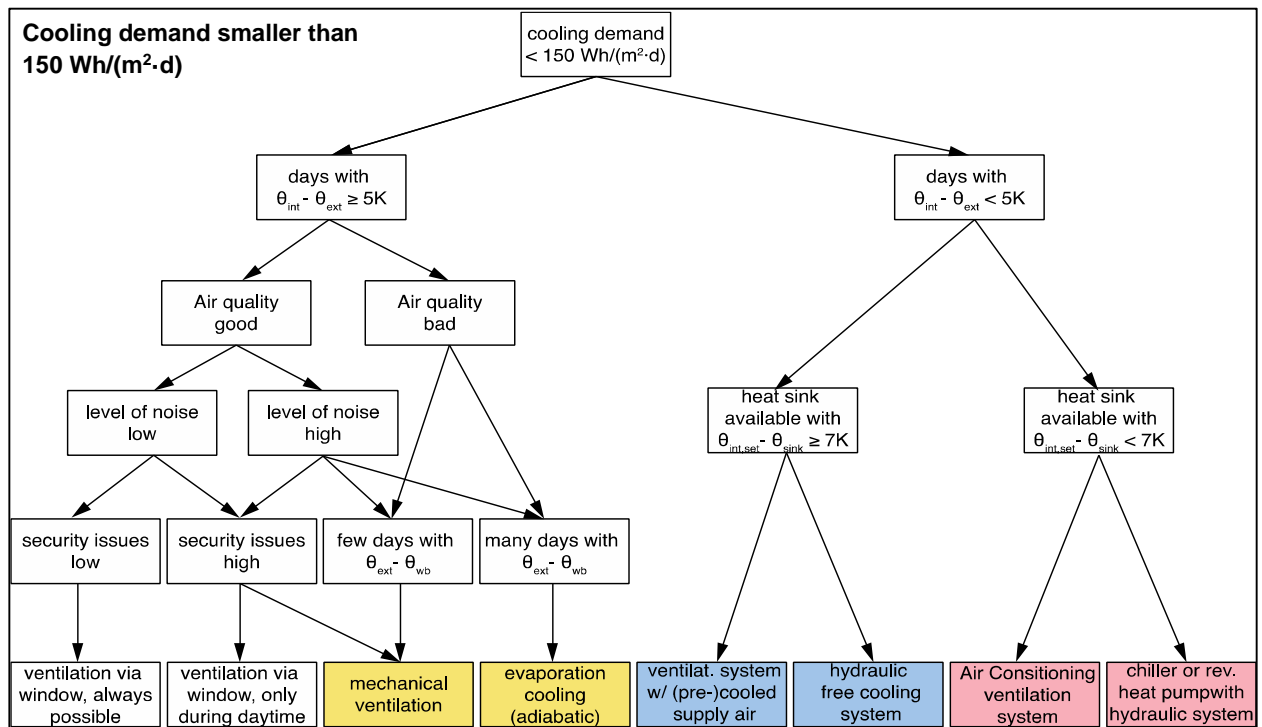 Cooling demand smaller than
150 Wh/(m²·d)
cooling demand
< 150 Wh/(m²·d)
days with
θint - θext ≥ 5K
days with
θint - θext < 5K
Air quality
good
Air quality
bad
level of noise
low
level of noise
high
heat sink
available with
θint,set - θsink ≥ 7K
heat sink
available with
θint,set - θsink < 7K
security issues
low
security issues
high
few days with
θext - θwb
many days with
θext - θwb
ventilation via
window, always
possible
ventilation via
window, only
during daytime
mechanical
ventilation
evaporation
cooling
(adiabatic)
ventilat. system
w/ (pre-)cooled
supply air
hydraulic
free cooling
system
Air Consitioning
ventilation
system
chiller or rev.
heat pumpwith
hydraulic system